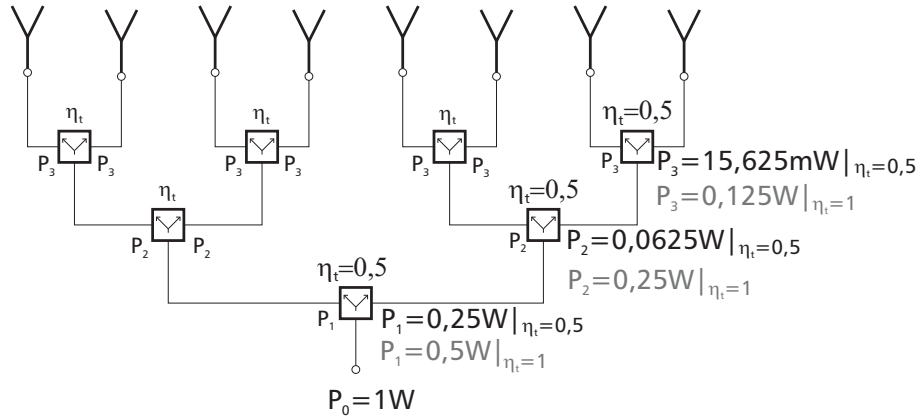 ηt ηt ηt ηt=0,5
P3 P3 P3 P3 P3 P3 P3 P3=15,625mW|ηt=0,5
P3=0,125W|ηt=1
ηt ηt=0,5
P2 P2 P2 P2=0,0625W|ηt=0,5
P2=0,25W|ηt=1
ηt=0,5
P1 P1=0,25W|ηt=0,5
P1=0,5W|ηt=1
P0=1W